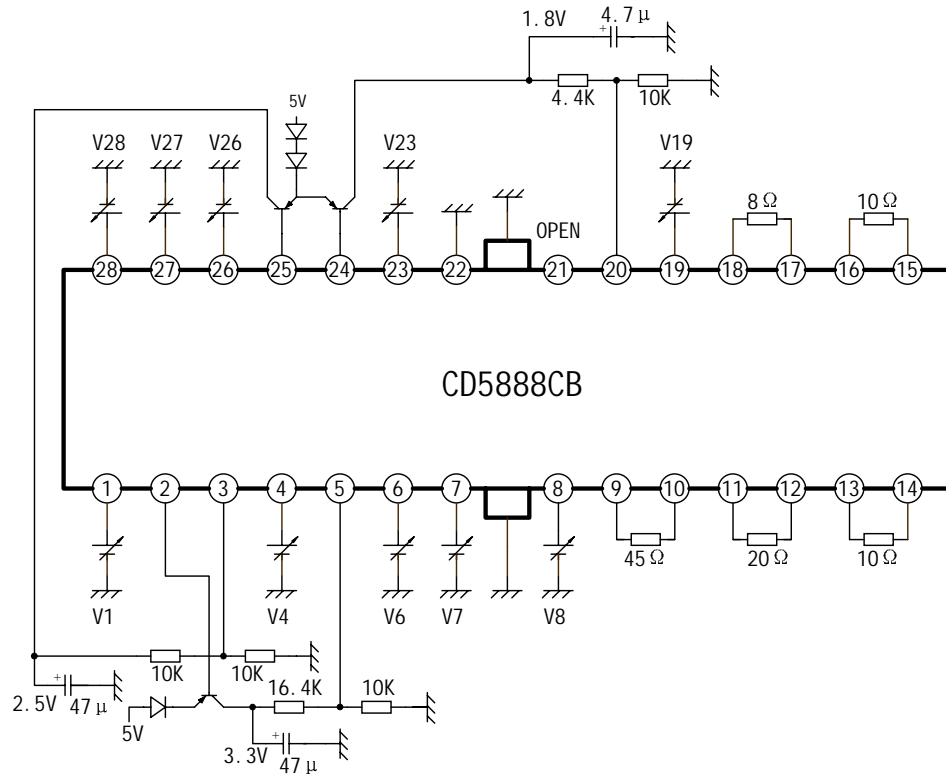 1.8V 4.7μ
4.4K 10K
5V
V28 V27 V26 V23 V19
8Ω 10Ω
OPEN
28 27 26 25 24 23 22 21 20 19 18 17 16 15
CD5888CB
1 2 3 4 5 6 7 8 9 10 11 12 13 14
45Ω 20Ω 10Ω
V1 V4 V6 V7 V8
10K 10K
16.4K 10K
2.5V + 47μ
5V
3.3V + 47μ